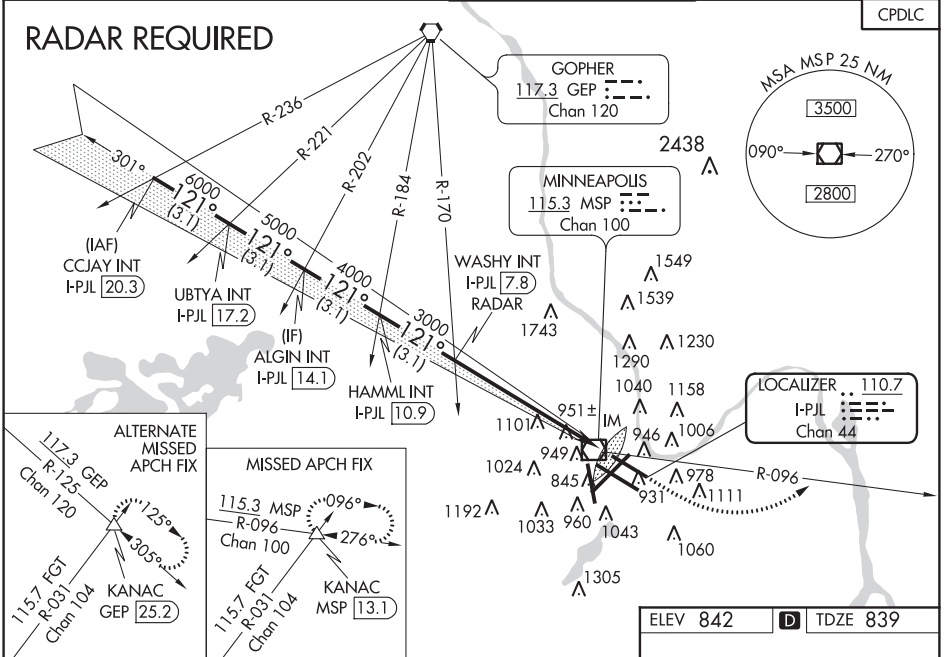 CPDLC
RADAR REQUIRED
GOPHER
117.3 GEP
Chan 120
MSA MSP 25 NM
3500
090°
270°
2800
2438
R-236
R-221
R-202
R-184
R-170
MINNEAPOLIS
115.3 MSP
Chan 100
301°
6000
121°
(3.1)
5000
121°
(3.1)
4000
121°
(3.1)
3000
121°
(3.1)
(IAF)
CCJAY INT
I-PJL 20.3
UBTYA INT
I-PJL 17.2
(IF)
ALGIN INT
I-PJL 14.1
HAMML INT
I-PJL 10.9
WASHY INT
I-PJL 7.8
RADAR
1549
1539
1743
1290
1230
1040
1158
LOCALIZER 110.7
I-PJL
Chan 44
951±
IM
1101
949
946
1006
1024
845
931
978
1111
R-096
1192
1033
960
1043
1060
1305
ALTERNATE
MISSED
APCH FIX
117.3 GEP
R-125
Chan 120
125°
305°
115.7 FGT
R-031
Chan 104
KANAC
GEP 25.2
MISSED APCH FIX
115.3 MSP
R-096
Chan 100
096°
276°
115.7 FGT
R-031
Chan 104
KANAC
MSP 13.1
ELEV 842 D TDZE 839